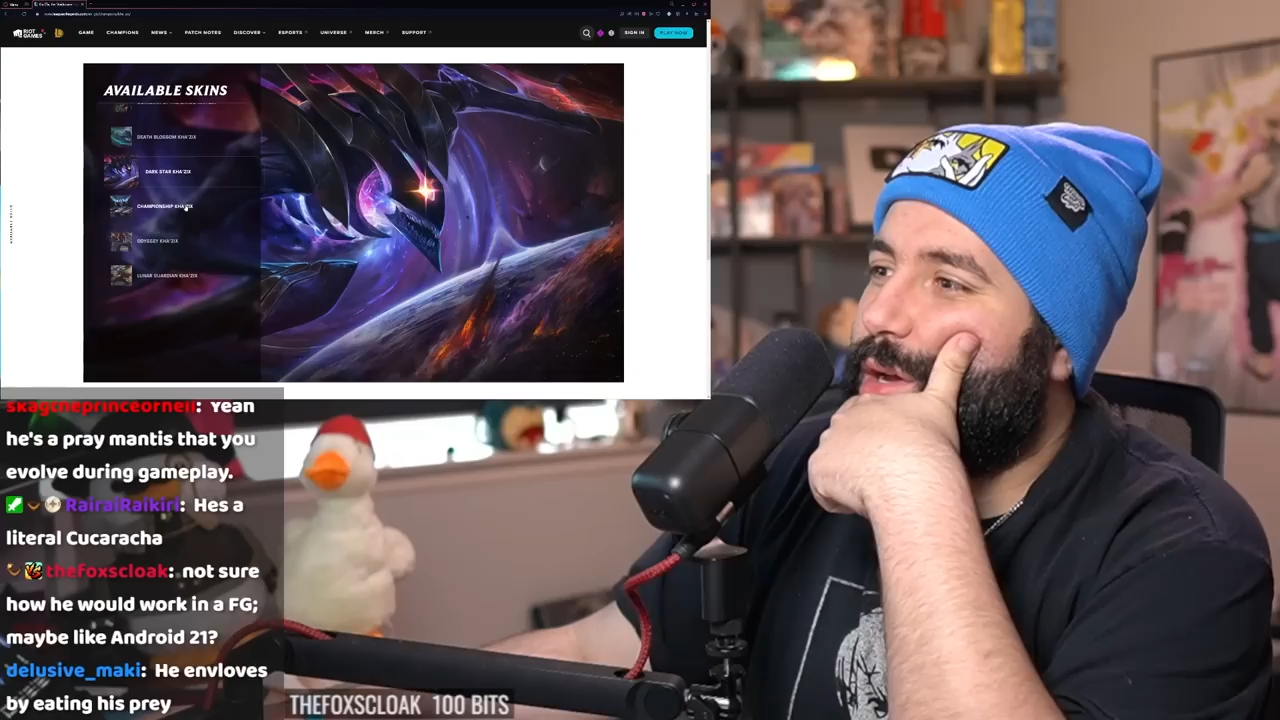 RIOT GAMES
GAME CHAMPIONS NEWS PATCH NOTES DISCOVER ESPORTS UNIVERSE MERCH SUPPORT SIGN IN PLAY NOW
AVAILABLE SKINS
DEATH BLOSSOM KHA'ZIX
DARK STAR KHA'ZIX
CHAMPIONSHIP KHA'ZIX
ODYSSEY KHA'ZIX
LUNAR GUARDIAN KHA'ZIX
skagtheprinceofhell: Yeah
he's a pray mantis that you
evolve during gameplay.
RairaiRaikiri: Hes a
literal Cucaracha
thefoxscloak: not sure
how he would work in a FG;
maybe like Android 21?
delusive_maki: He envloves
by eating his prey
THEFOXSCLOAK 100 BITS